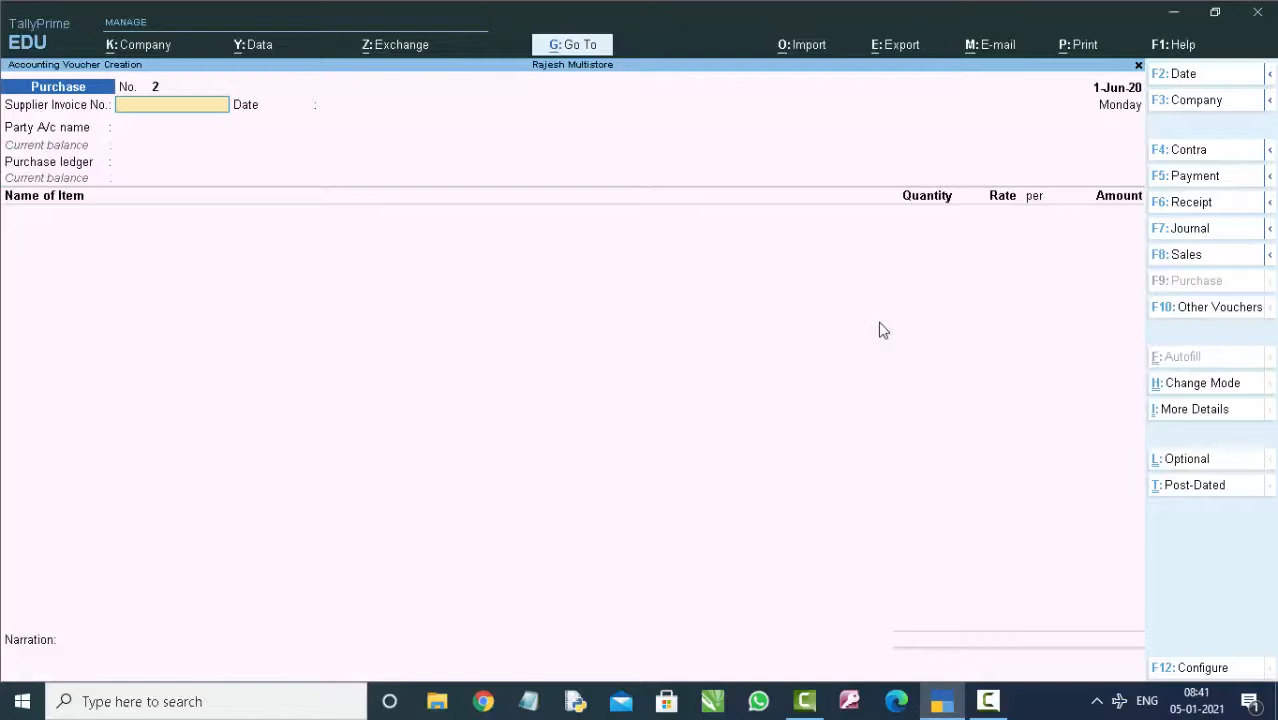 TallyPrime
MANAGE
EDU
K: Company
Y: Data
Z: Exchange
G: Go To
O: Import
E: Export
M: E-mail
P: Print
F1: Help
Accounting Voucher Creation
Rajesh Multistore
Purchase
No. 2
1-Jun-20
Supplier Invoice No.:
Date :
Monday
Party A/c name :
Current balance :
Purchase ledger :
Current balance :
Name of Item
Quantity
Rate per
Amount
Narration:
F2: Date
F3: Company
F4: Contra
F5: Payment
F6: Receipt
F7: Journal
F8: Sales
F9: Purchase
F10: Other Vouchers
F: Autofill
H: Change Mode
I: More Details
L: Optional
T: Post-Dated
F12: Configure
Type here to search
ENG
08:41
05-01-2021
1